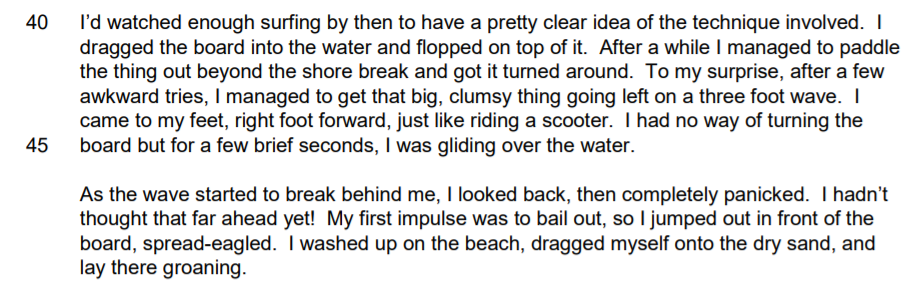 40 I’d watched enough surfing by then to have a pretty clear idea of the technique involved.  I
dragged the board into the water and flopped on top of it.  After a while I managed to paddle
the thing out beyond the shore break and got it turned around.  To my surprise, after a few
awkward tries, I managed to get that big, clumsy thing going left on a three foot wave.  I
came to my feet, right foot forward, just like riding a scooter.  I had no way of turning the
45 board but for a few brief seconds, I was gliding over the water.
As the wave started to break behind me, I looked back, then completely panicked.  I hadn’t
thought that far ahead yet!  My first impulse was to bail out, so I jumped out in front of the
board, spread-eagled.  I washed up on the beach, dragged myself onto the dry sand, and
lay there groaning.